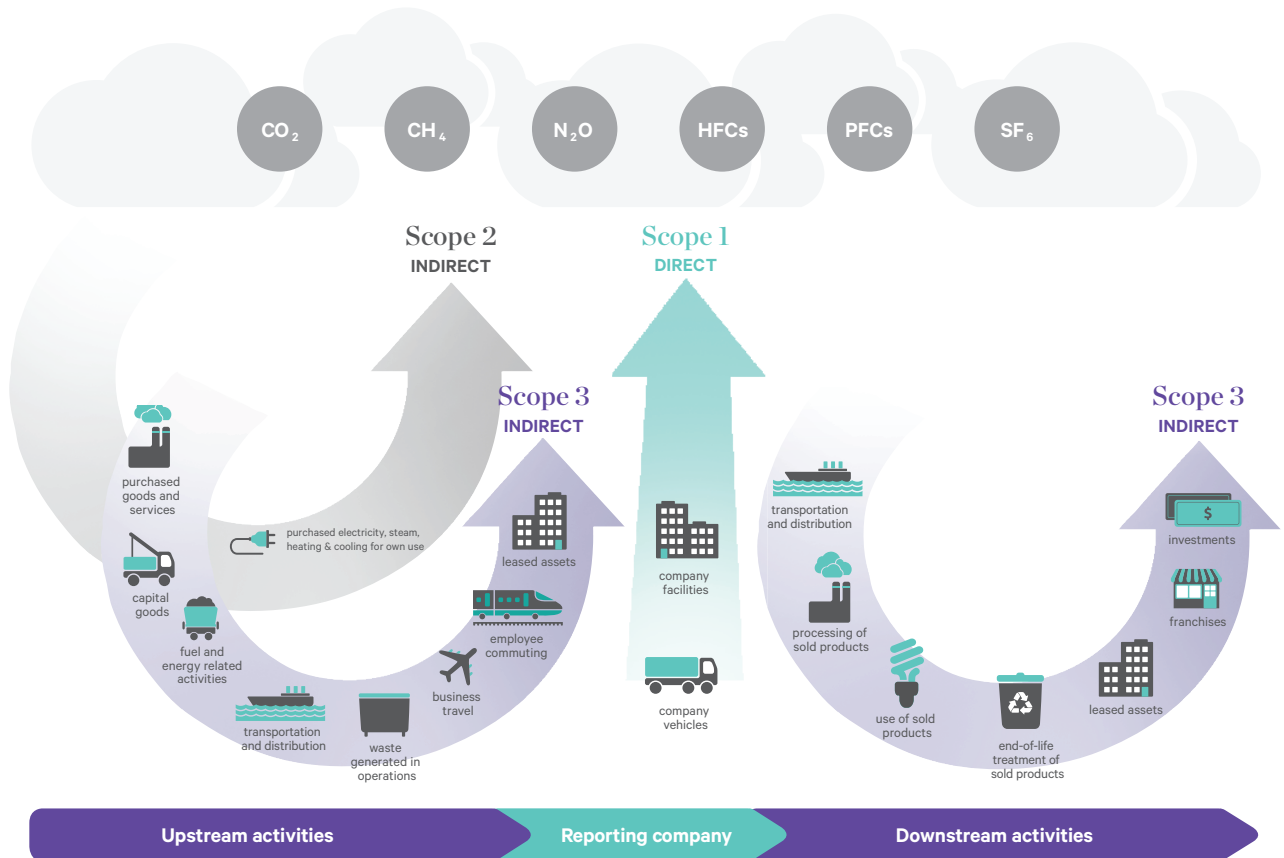 CO2
CH4
N2O
HFCs
PFCs
SF6
Scope 2
INDIRECT
Scope 1
DIRECT
Scope 3
INDIRECT
Scope 3
INDIRECT
purchased
goods and
services
capital
goods
fuel and
energy related
activities
transportation
and distribution
waste
generated in
operations
business
travel
employee
commuting
leased assets
purchased electricity, steam,
heating & cooling for own use
company
facilities
company
vehicles
transportation
and distribution
processing of
sold products
use of sold
products
end-of-life
treatment of
sold products
leased assets
franchises
$
investments
Upstream activities
Reporting company
Downstream activities